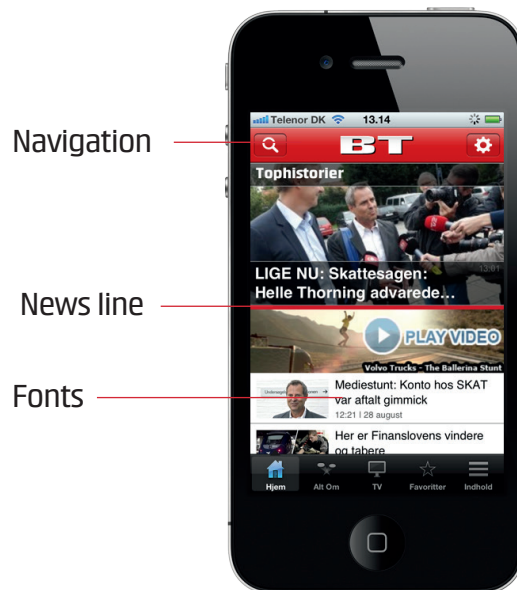 Telenor DK 13.14
BT
Tophistorier
LIGE NU: Skattesagen:
Helle Thorning advarede...
13:01
PLAY VIDEO
Volvo Trucks - The Ballerina Stunt
Mediestunt: Konto hos SKAT
var aftalt gimmick
12:21 | 28 august
Her er Finanslovens vindere
og tabere
Hjem Alt Om TV Favoritter Indhold
Navigation
News line
Fonts